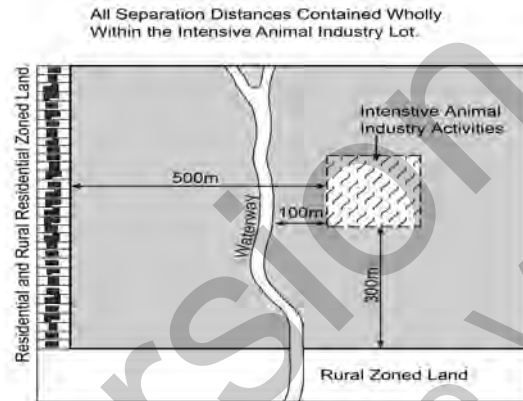 All Separation Distances Contained Wholly
Within the Intensive Animal Industry Lot.
Residential and Rural Residential Zoned Land.
Intenstive Animal
Industry Activities
500m
100m
Waterway
300m
Rural Zoned Land